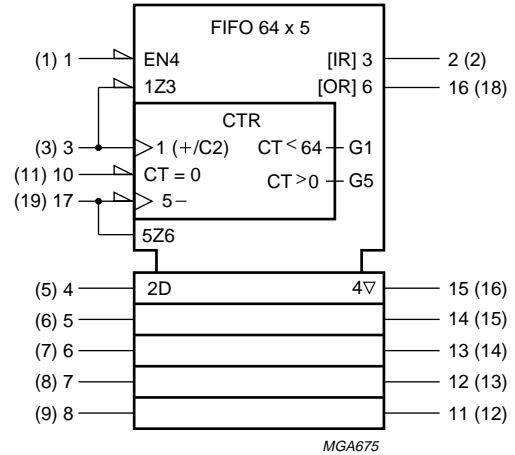 FIFO 64 x 5
(1) 1 EN4 [IR] 3 2 (2)
1Z3 [OR] 6 16 (18)
CTR
(3) 3 1 (+/C2) CT < 64 G1
(11) 10 CT = 0 CT > 0 G5
(19) 17 5−
5Z6
(5) 4 2D 4▽ 15 (16)
(6) 5 14 (15)
(7) 6 13 (14)
(8) 7 12 (13)
(9) 8 11 (12)
MGA675